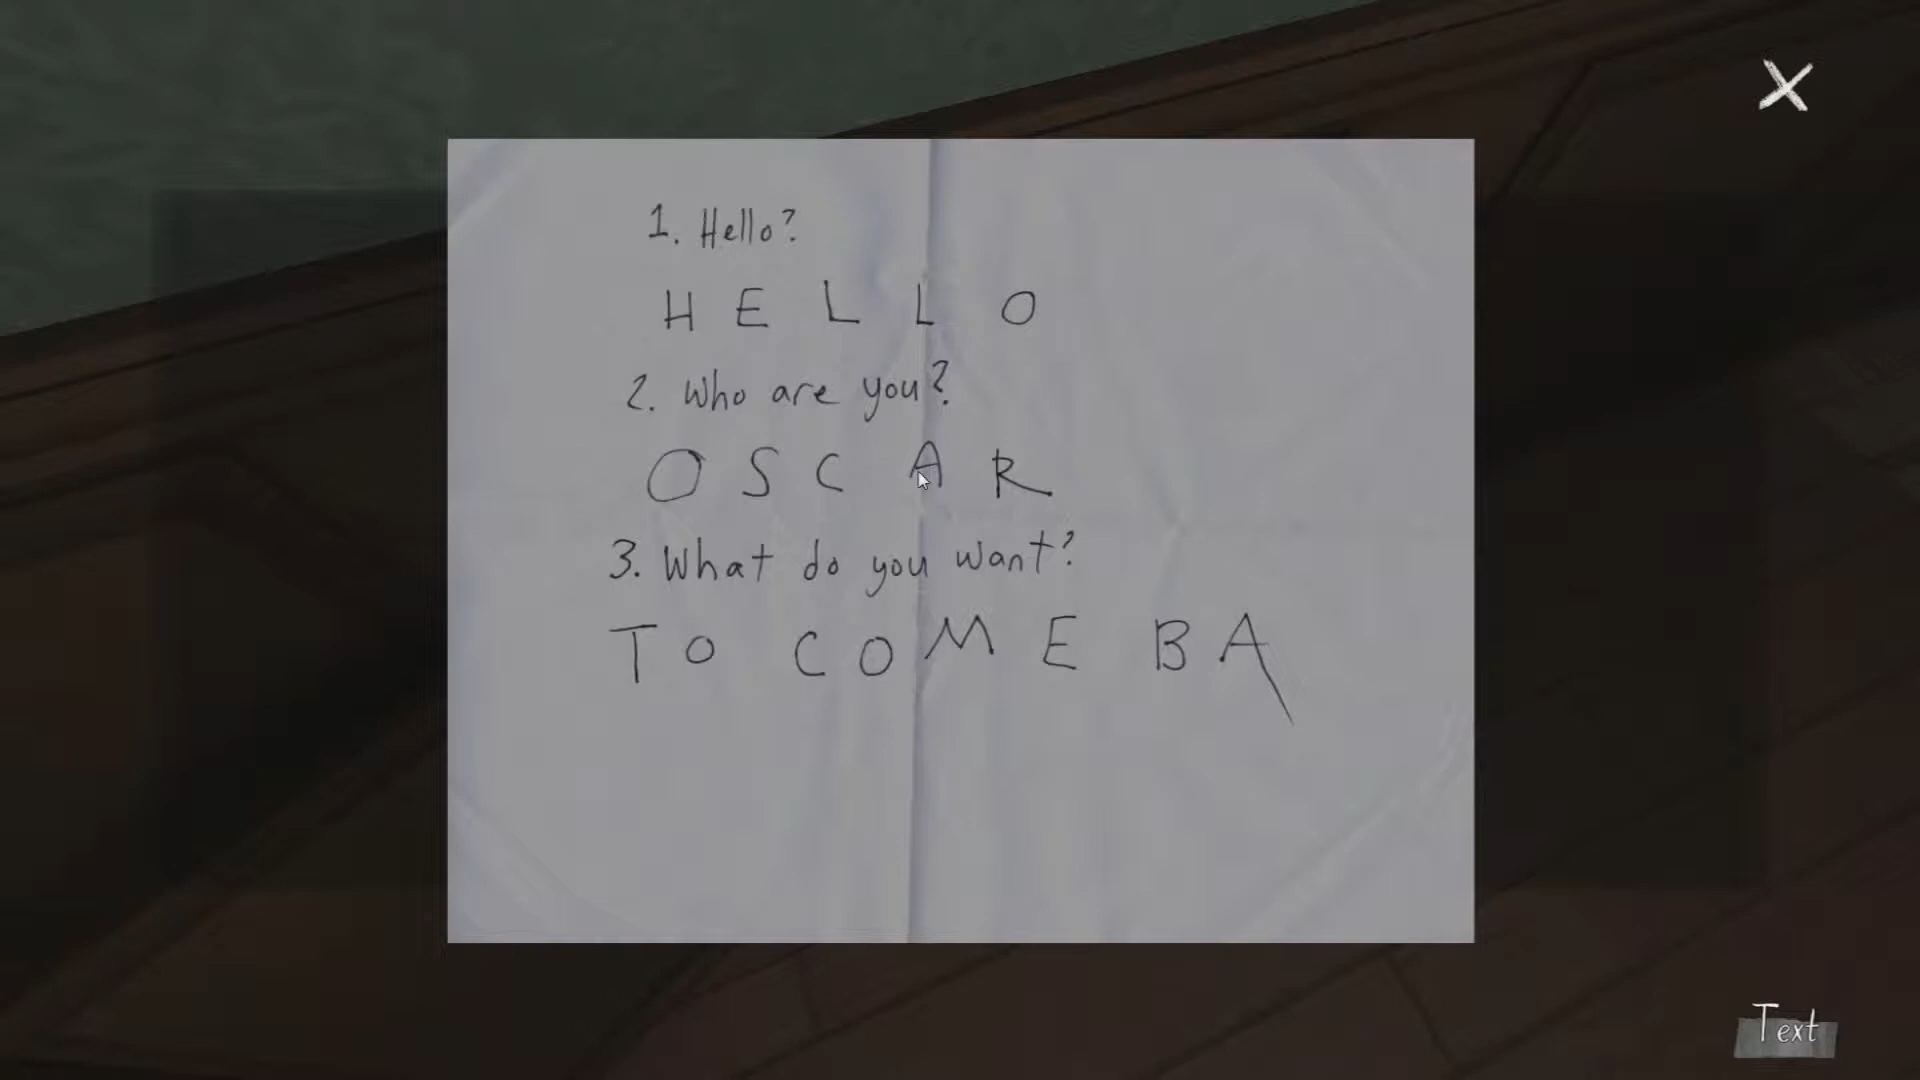 1. Hello?
H E L L O
2. Who are you?
O S C A R
3. What do you want?
T O C O M E B A
Text